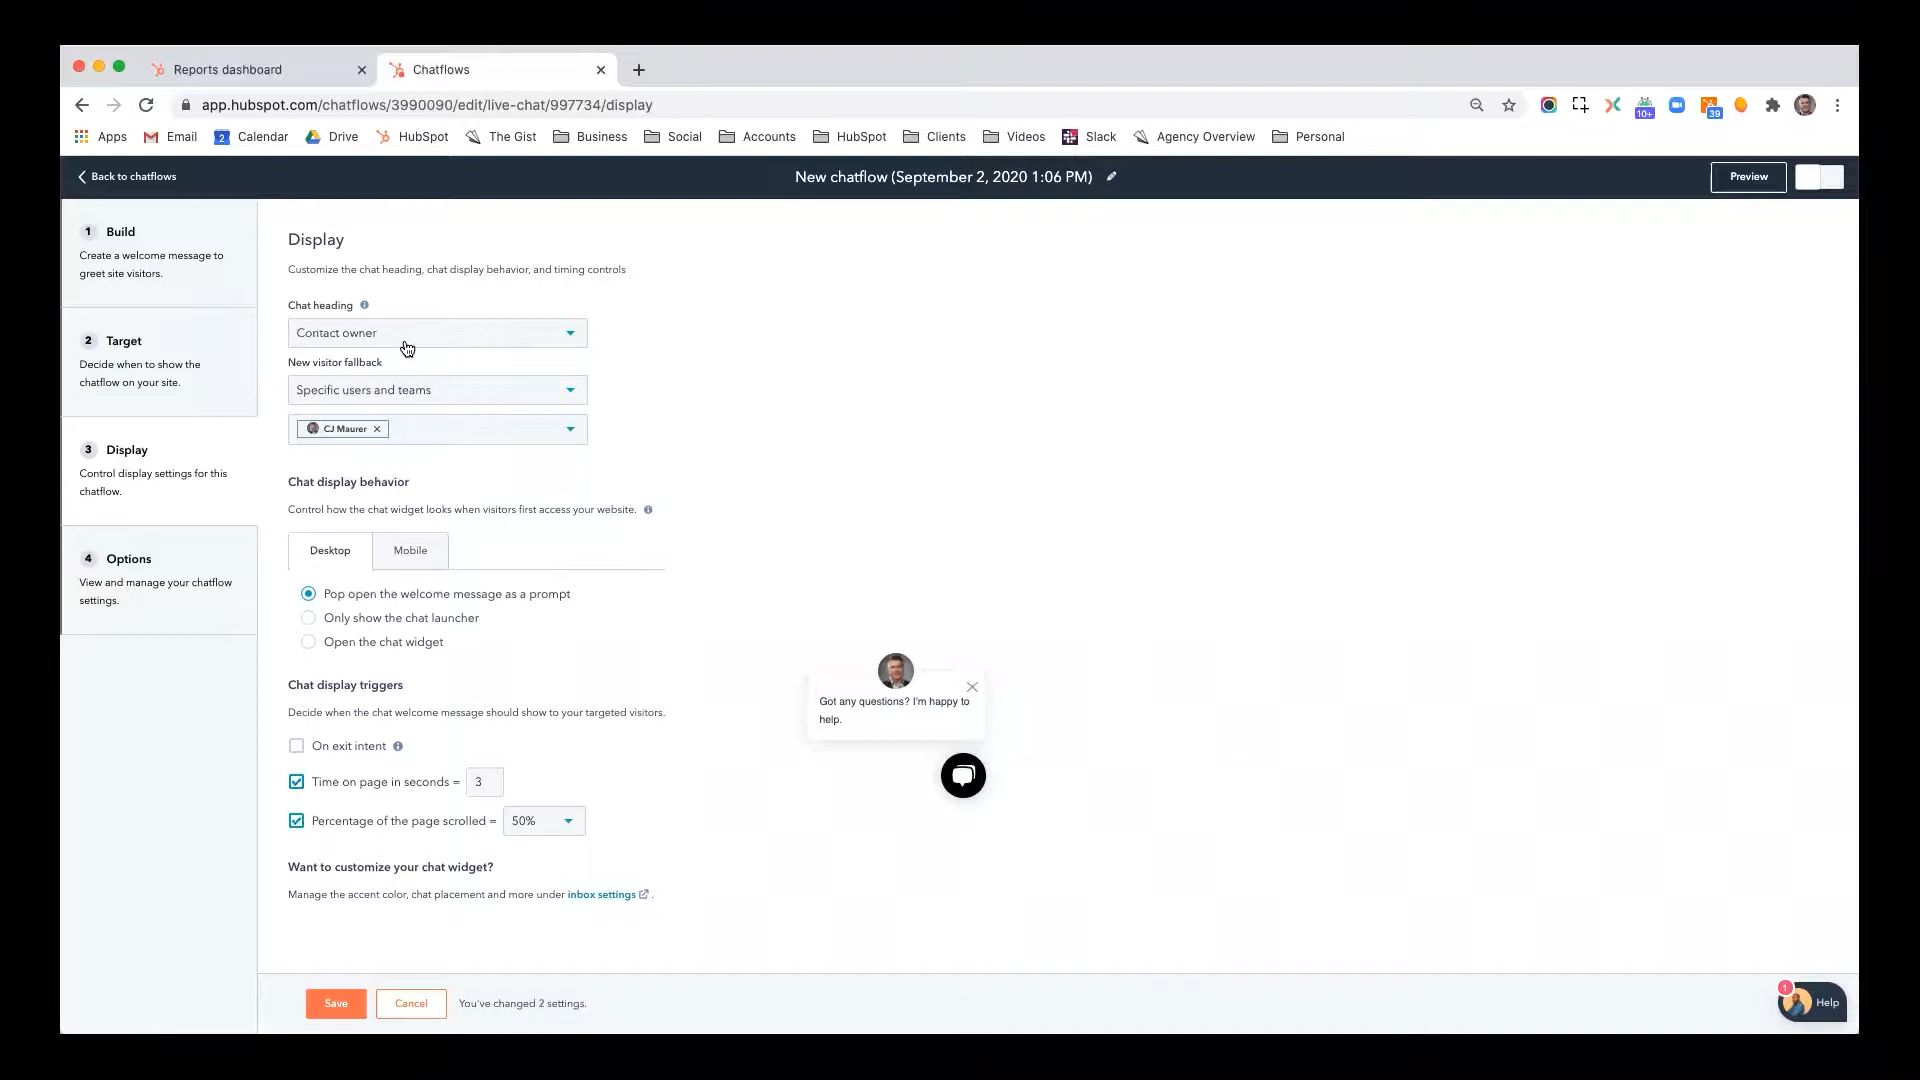 Reports dashboard
Chatflows
app.hubspot.com/chatflows/3990090/edit/live-chat/997734/display
10+
39
Apps
Email
2
Calendar
Drive
HubSpot
The Gist
Business
Social
Accounts
HubSpot
Clients
Videos
Slack
Agency Overview
Personal
Back to chatflows
New chatflow (September 2, 2020 1:06 PM)
Preview
1 Build
Create a welcome message to
greet site visitors.
2 Target
Decide when to show the
chatflow on your site.
3 Display
Control display settings for this
chatflow.
4 Options
View and manage your chatflow
settings.
Display
Customize the chat heading, chat display behavior, and timing controls
Chat heading
Contact owner
New visitor fallback
Specific users and teams
CJ Maurer
Chat display behavior
Control how the chat widget looks when visitors first access your website.
Desktop
Mobile
Pop open the welcome message as a prompt
Only show the chat launcher
Open the chat widget
Chat display triggers
Decide when the chat welcome message should show to your targeted visitors.
On exit intent
Time on page in seconds = 3
Percentage of the page scrolled = 50%
Want to customize your chat widget?
Manage the accent color, chat placement and more under inbox settings .
Got any questions? I'm happy to
help.
Save
Cancel
You've changed 2 settings.
1
Help